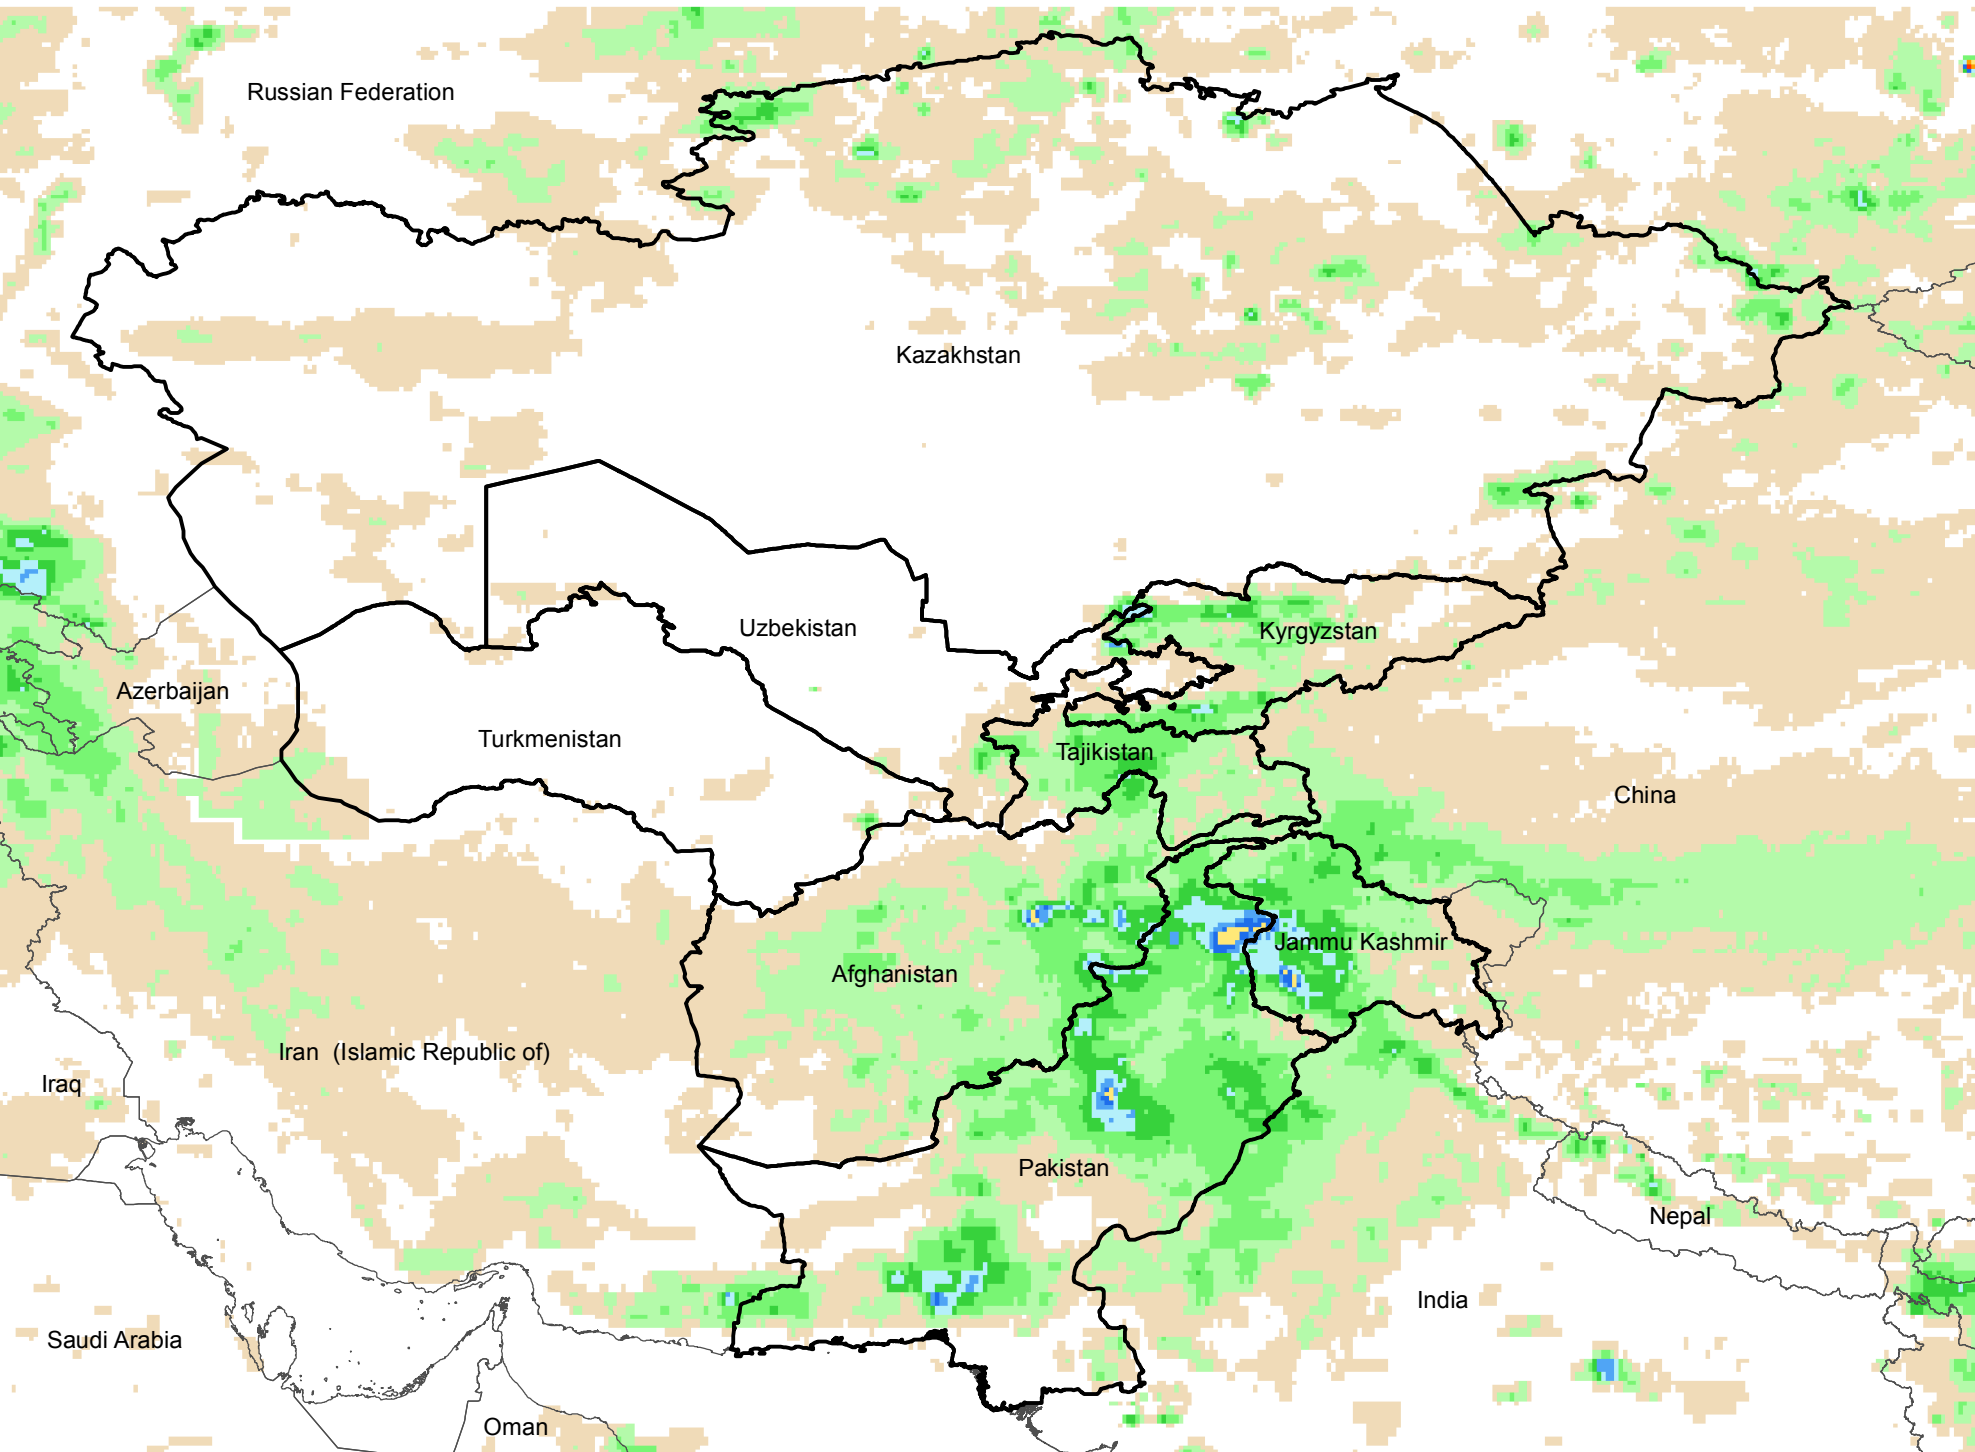 Russian Federation
Kazakhstan
Uzbekistan
Kyrgyzstan
Azerbaijan
Turkmenistan
Tajikistan
China
Jammu Kashmir
Afghanistan
Iran  (Islamic Republic of)
Iraq
Pakistan
Nepal
India
Saudi Arabia
Oman